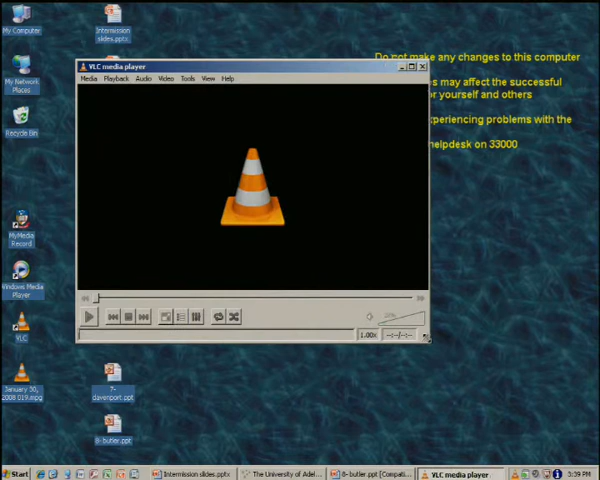 My Computer
Intermission
slides.pptx
Do not make any changes to this computer
My Network
Places
es may affect the successful
or yourself and others
Recycle Bin
xperiencing problems with the
helpdesk on 33000
VLC media player
Media Playback Audio Video Tools View Help
MyMedia
Record
Windows Media
Player
VLC
1.00x --:--/--:--
January 30,
2008 019.mpg
7-
davenport.ppt
8- butler.ppt
Start Intermission slides.pptx The University of Adel... 8- butler.ppt [Compati... VLC media player 3:39 PM